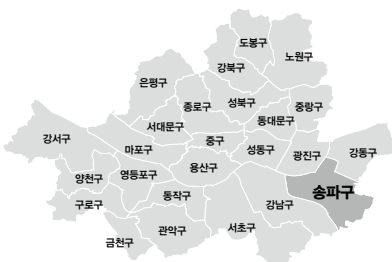 도봉구
노원구
강북구
은평구
종로구
성북구
중랑구
동대문구
서대문구
강서구
마포구
중구
성동구
광진구
강동구
용산구
양천구
영등포구
송파구
동작구
강남구
구로구
관악구
서초구
금천구